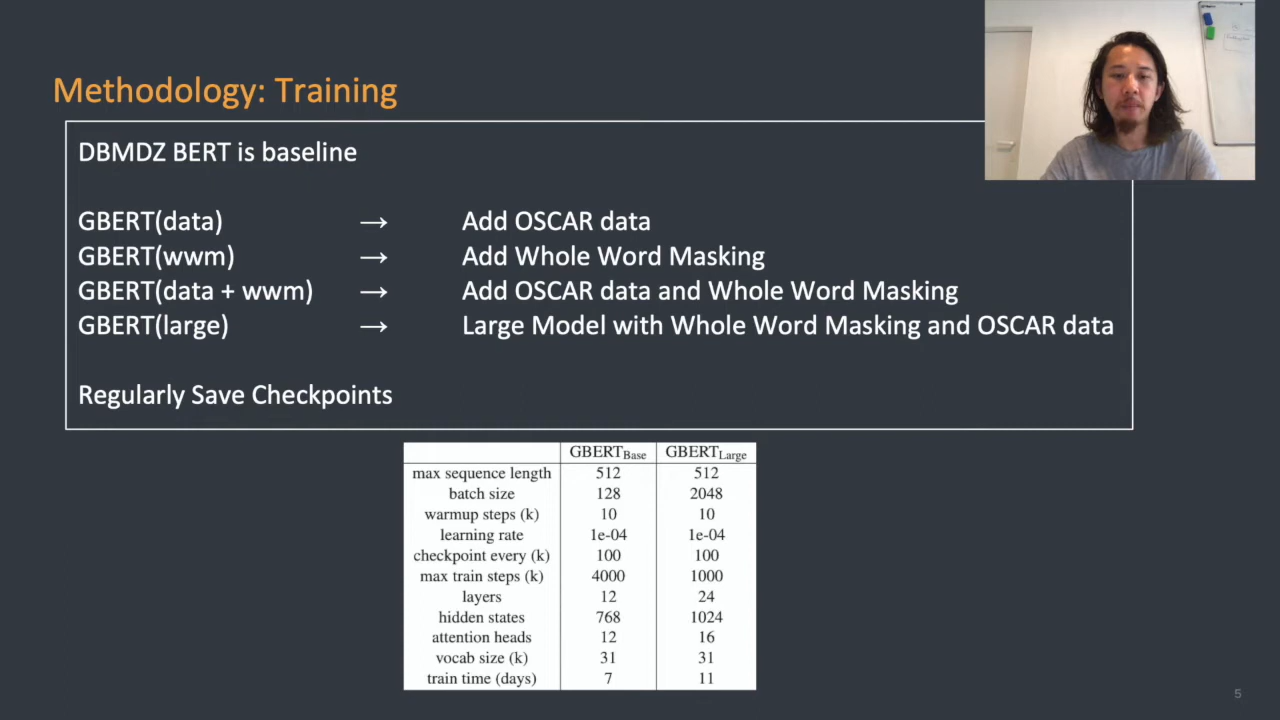 Methodology: Training
DBMDZ BERT is baseline
GBERT(data) → Add OSCAR data
GBERT(wwm) → Add Whole Word Masking
GBERT(data + wwm) → Add OSCAR data and Whole Word Masking
GBERT(large) → Large Model with Whole Word Masking and OSCAR data
Regularly Save Checkpoints
GBERTBase GBERTLarge
max sequence length 512 512
batch size 128 2048
warmup steps (k) 10 10
learning rate 1e-04 1e-04
checkpoint every (k) 100 100
max train steps (k) 4000 1000
layers 12 24
hidden states 768 1024
attention heads 12 16
vocab size (k) 31 31
train time (days) 7 11
5